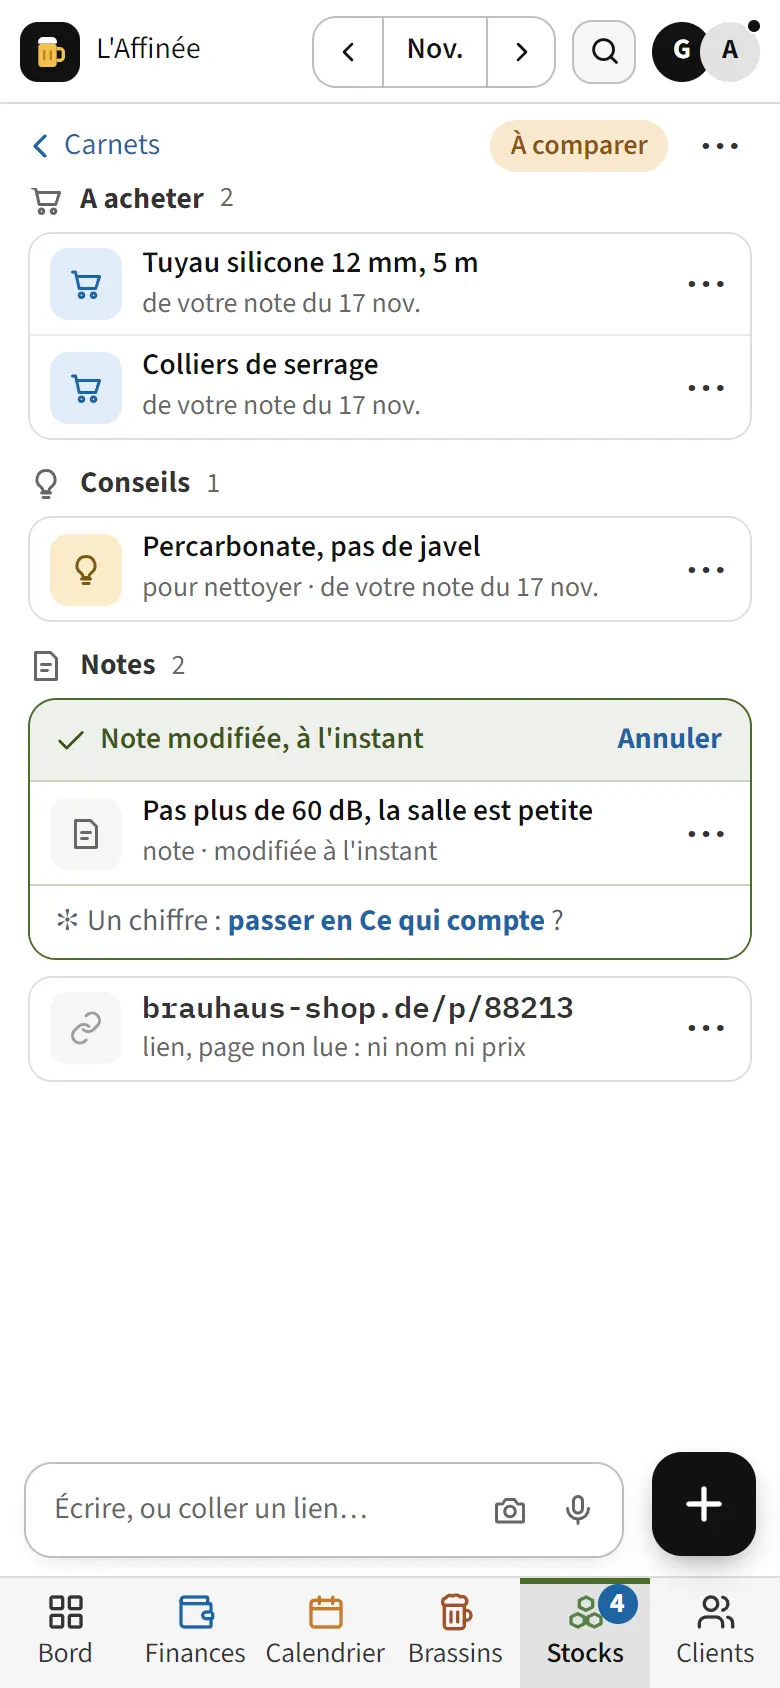 L'Affinée
Nov.
G
A
Carnets
À comparer
A acheter 2
Tuyau silicone 12 mm, 5 m
de votre note du 17 nov.
Colliers de serrage
de votre note du 17 nov.
Conseils 1
Percarbonate, pas de javel
pour nettoyer · de votre note du 17 nov.
Notes 2
Note modifiée, à l'instant
Annuler
Pas plus de 60 dB, la salle est petite
note · modifiée à l'instant
Un chiffre : passer en Ce qui compte ?
brauhaus-shop.de/p/88213
lien, page non lue : ni nom ni prix
Écrire, ou coller un lien…
4
Bord
Finances
Calendrier
Brassins
Stocks
Clients